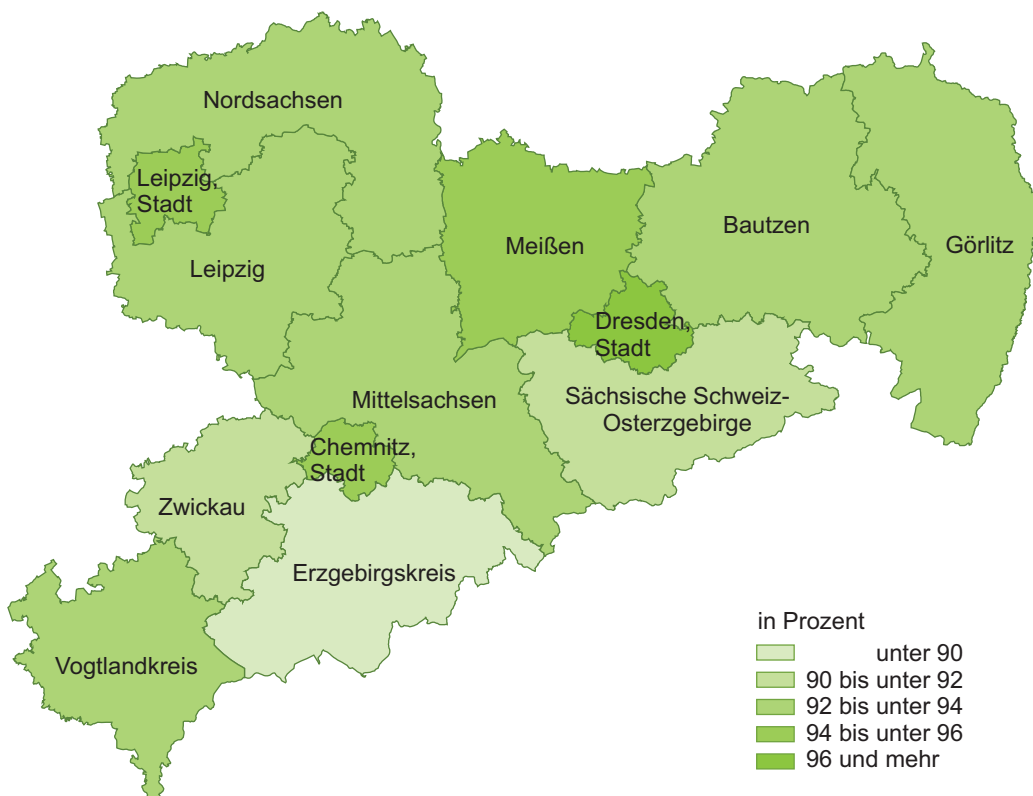 Nordsachsen
Leipzig,
Stadt
Leipzig
Meißen
Bautzen
Görlitz
Dresden,
Stadt
Mittelsachsen
Sächsische Schweiz-
Osterzgebirge
Chemnitz,
Stadt
Zwickau
Erzgebirgskreis
Vogtlandkreis
in Prozent
unter 90
90 bis unter 92
92 bis unter 94
94 bis unter 96
96 und mehr